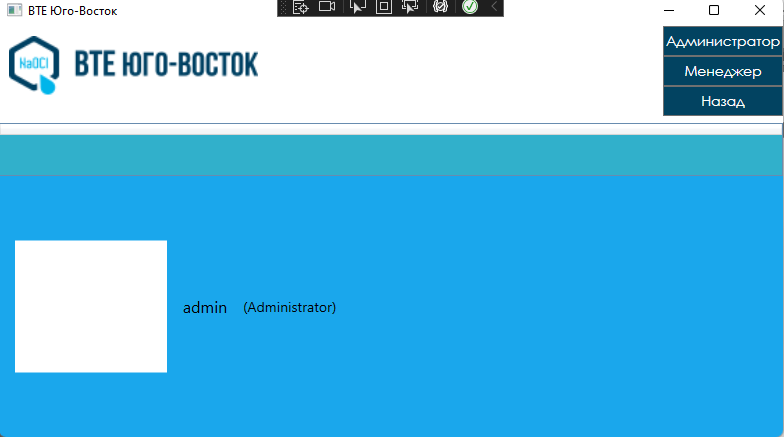 ВТЕ Юго-Восток
NaOCl
ВТЕ ЮГО-ВОСТОК
Администратор
Менеджер
Назад
admin (Administrator)